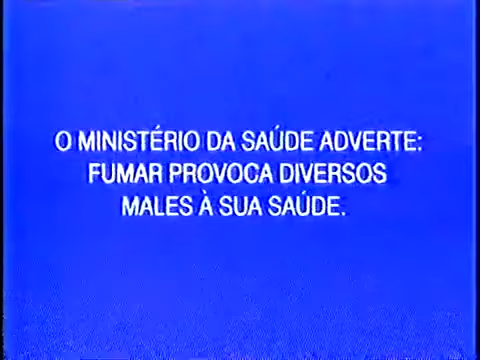 O MINISTÉRIO DA SAÚDE ADVERTE:
FUMAR PROVOCA DIVERSOS
MALES À SUA SAÚDE.